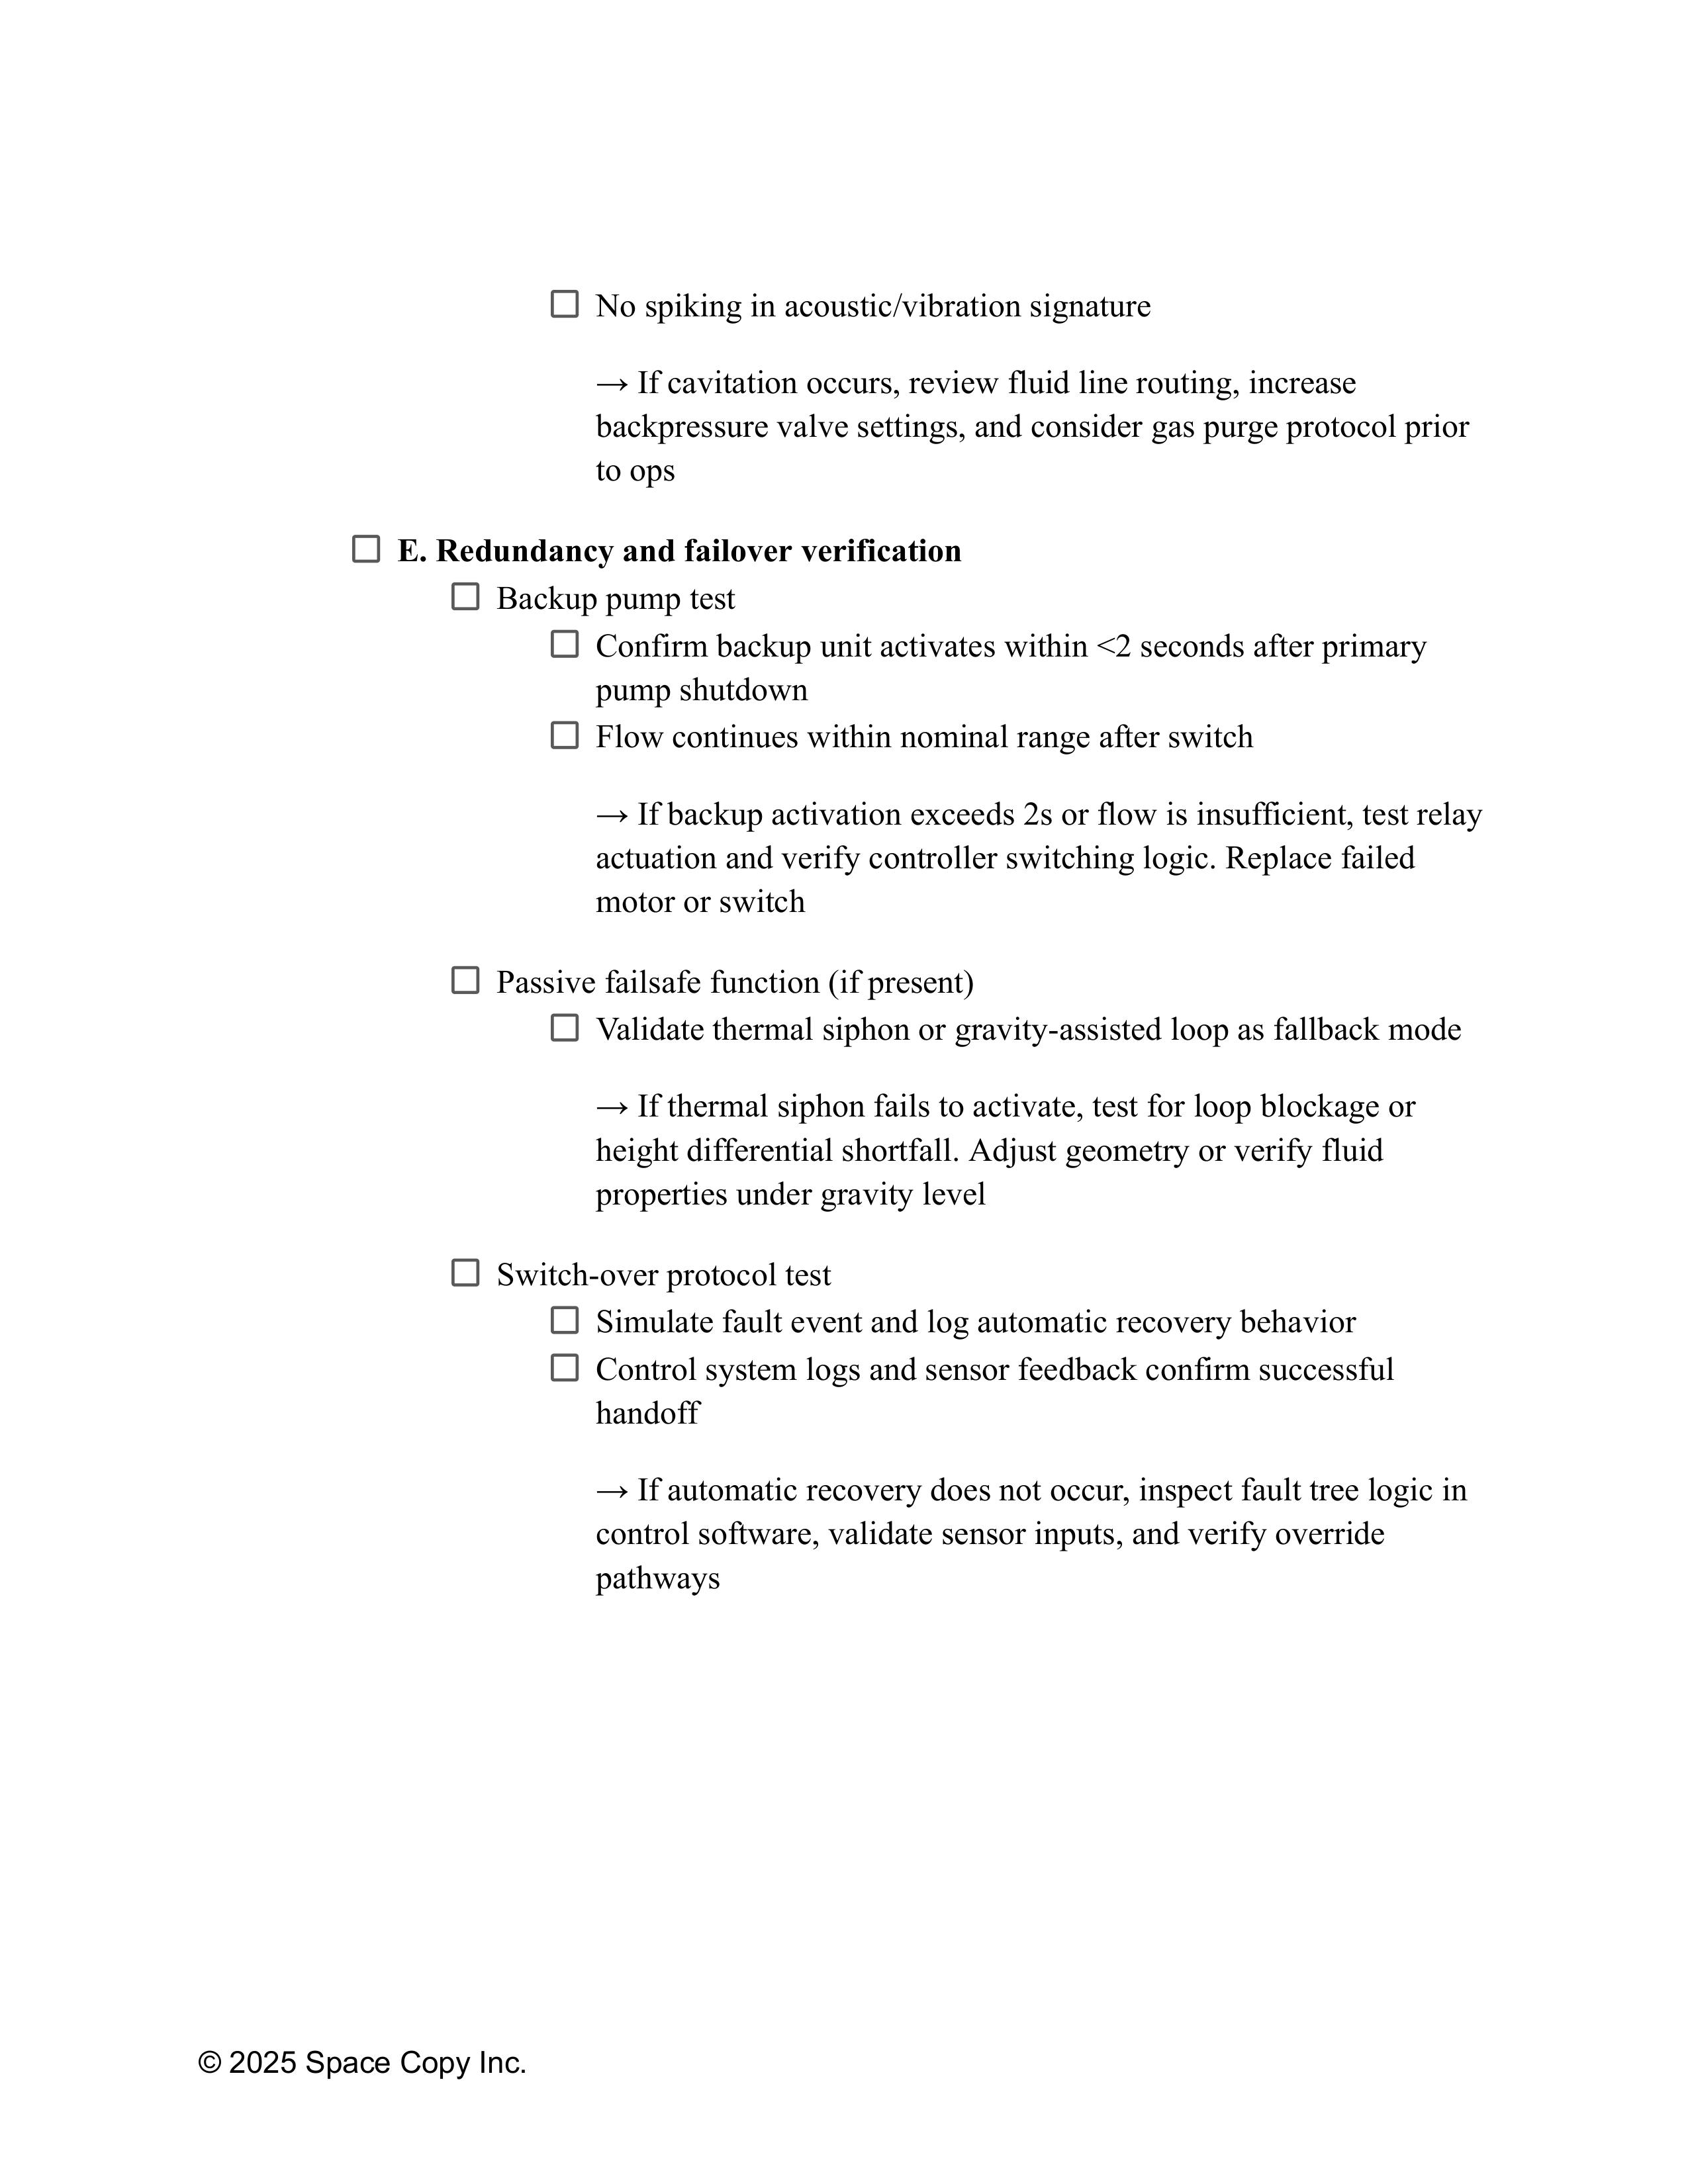 No spiking in acoustic/vibration signature
→ If cavitation occurs, review fluid line routing, increase
backpressure valve settings, and consider gas purge protocol prior
to ops
E. Redundancy and failover verification
Backup pump test
Confirm backup unit activates within <2 seconds after primary
pump shutdown
Flow continues within nominal range after switch
→ If backup activation exceeds 2s or flow is insufficient, test relay
actuation and verify controller switching logic. Replace failed
motor or switch
Passive failsafe function (if present)
Validate thermal siphon or gravity-assisted loop as fallback mode
→ If thermal siphon fails to activate, test for loop blockage or
height differential shortfall. Adjust geometry or verify fluid
properties under gravity level
Switch-over protocol test
Simulate fault event and log automatic recovery behavior
Control system logs and sensor feedback confirm successful
handoff
→ If automatic recovery does not occur, inspect fault tree logic in
control software, validate sensor inputs, and verify override
pathways
© 2025 Space Copy Inc.